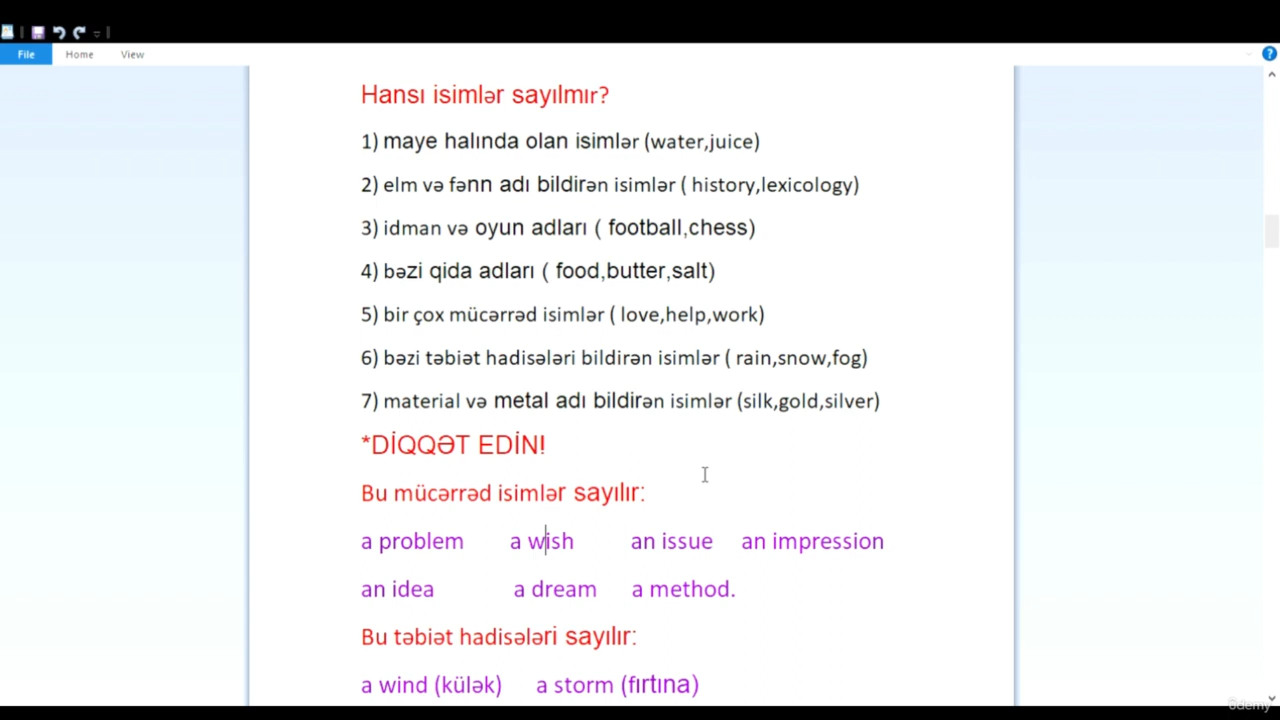 File Home View
Hansı isimlər sayılmır?
1) maye halında olan isimlər (water,juice)
2) elm və fənn adı bildirən isimlər ( history,lexicology)
3) idman və oyun adları ( football,chess)
4) bəzi qida adları ( food,butter,salt)
5) bir çox mücərrəd isimlər ( love,help,work)
6) bəzi təbiət hadisələri bildirən isimlər ( rain,snow,fog)
7) material və metal adı bildirən isimlər (silk,gold,silver)
*DİQQƏT EDİN!
Bu mücərrəd isimlər sayılır:
a problem a wish an issue an impression
an idea a dream a method.
Bu təbiət hadisələri sayılır:
a wind (külək) a storm (fırtına)
ûdemy